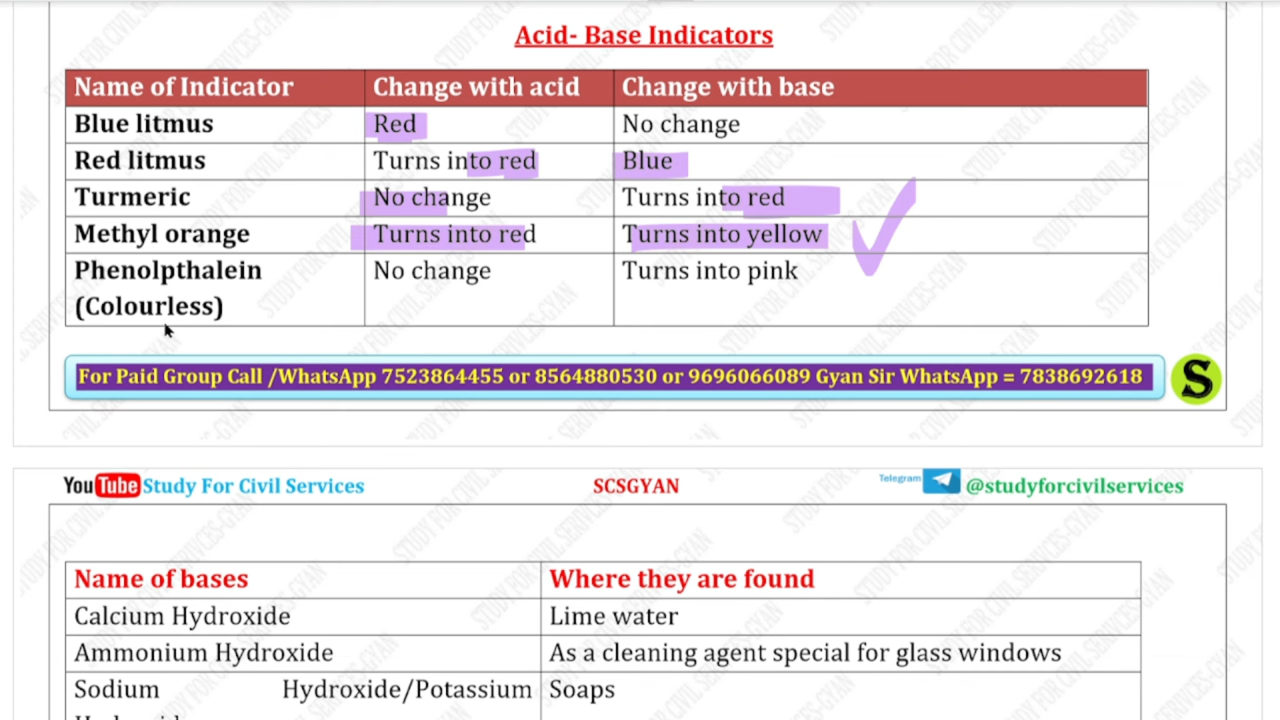 Acid- Base Indicators
Name of Indicator Change with acid Change with base
Blue litmus Red No change
Red litmus Turns into red Blue
Turmeric No change Turns into red
Methyl orange Turns into red Turns into yellow
Phenolpthalein No change Turns into pink
(Colourless)
For Paid Group Call /WhatsApp 7523864455 or 8564880530 or 9696066089 Gyan Sir WhatsApp = 7838692618
S
YouTube Study For Civil Services SCSGYAN Telegram @studyforcivilservices
Name of bases Where they are found
Calcium Hydroxide Lime water
Ammonium Hydroxide As a cleaning agent special for glass windows
Sodium Hydroxide/Potassium Soaps